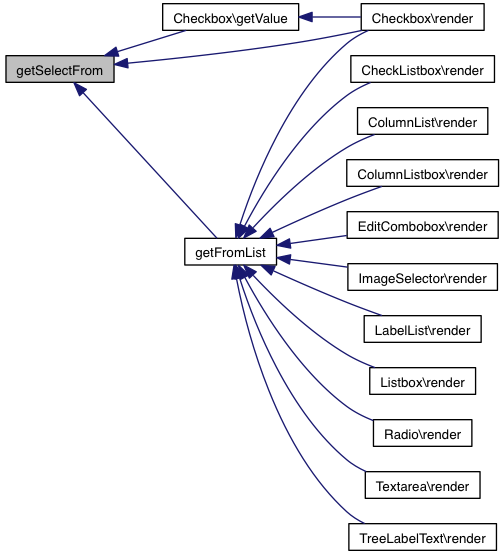 Checkbox\getValue
Checkbox\render
getSelectFrom
CheckListbox\render
ColumnList\render
ColumnListbox\render
EditCombobox\render
getFromList
ImageSelector\render
LabelList\render
Listbox\render
Radio\render
Textarea\render
TreeLabelText\render